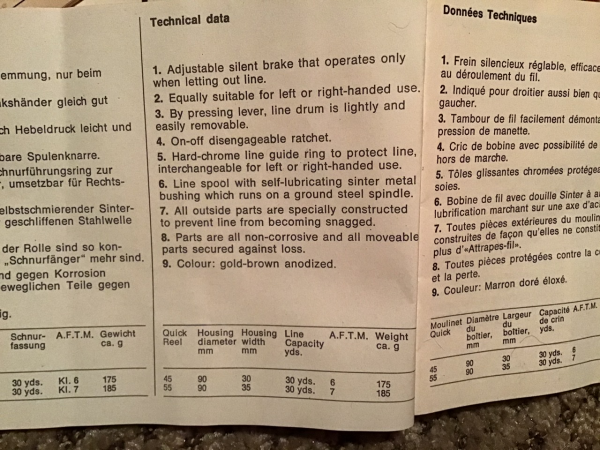 emmung, nur beim
kshänder gleich gut
ch Hebeldruck leicht und
bare Spulenknarre.
chnurführungsring zur
, umsetzbar für Rechts-
elbstschmierender Sinter-
geschliffenen Stahlwelle
der Rolle sind so kon-
„Schnurfänger" mehr sind.
nd gegen Korrosion
eweglichen Teile gegen
ig.
Schnur- A.F.T.M. Gewicht
fassung ca. g
30 yds. Kl. 6 175
30 yds. Kl. 7 185
Technical data
1. Adjustable silent brake that operates only
when letting out line.
2. Equally suitable for left or right-handed use.
3. By pressing lever, line drum is lightly and
easily removable.
4. On-off disengageable ratchet.
5. Hard-chrome line guide ring to protect line,
interchangeable for left or right-handed use.
6. Line spool with self-lubricating sinter metal
bushing which runs on a ground steel spindle.
7. All outside parts are specially constructed
to prevent line from becoming snagged.
8. Parts are all non-corrosive and all moveable
parts secured against loss.
9. Colour: gold-brown anodized.
Quick Housing Housing Line A.F.T.M. Weight
Reel diameter width Capacity ca. g
mm mm yds.
45 90 30 30 yds. 6 175
55 90 35 30 yds. 7 185
Données Techniques
1. Frein silencieux réglable, efficace
au déroulement du fil.
2. Indiqué pour droitier aussi bien qu
gaucher.
3. Tambour de fil facilement démonta
pression de manette.
4. Cric de bobine avec possibilité de
hors de marche.
5. Tôles glissantes chromées protégea
soies.
6. Bobine de fil avec douille Sinter à au
lubrification marchant sur une axe d'aci
7. Toutes pièces extérieures du mouline
construites de façon qu'elles ne constit
plus d'«Attrapes-fil».
8. Toutes pièces protégées contre la co
et la perte.
9. Couleur: Marron doré éloxé.
Moulinet Diamètre Largeur Capacité A.F.T.M.
Quick du du de crin
boîtier, boîtier, yds.
mm mm
45 90 30 30 yds. 6
55 90 35 30 yds. 7